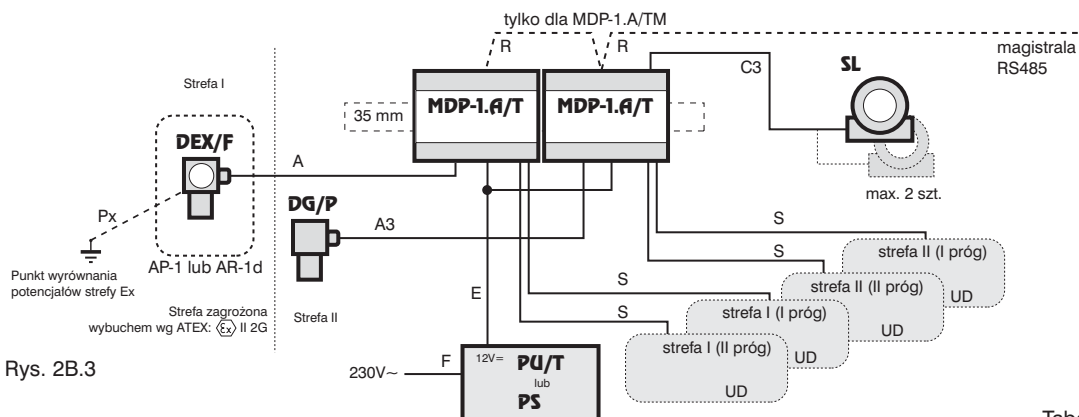 tylko dla MDP-1.A/TM
R
R
magistrala
RS485
C3
SL
Strefa I
35 mm
MDP-1.A/T
MDP-1.A/T
DEX/F
A
max. 2 szt.
DG/P
Px
A3
S
strefa II (I próg)
AP-1 lub AR-1d
S
Punkt wyrównania
potencjałów strefy Ex
strefa II (II próg)
UD
E
S
Strefa zagrożona
wybuchem wg ATEX: Ex II 2G
Strefa II
strefa I (I próg)
UD
S
strefa I (II próg)
UD
UD
Rys. 2B.3
230V~
F
12V=
PU/T
lub
PS
Tab